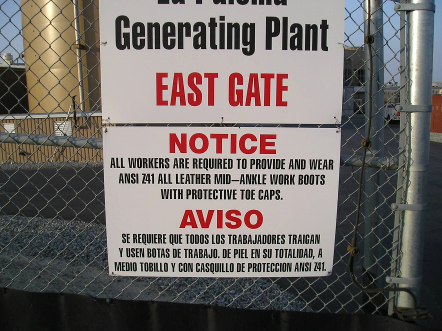 La Paloma
Generating Plant
EAST GATE
NOTICE
ALL WORKERS ARE REQUIRED TO PROVIDE AND WEAR
ANSI Z41 ALL LEATHER MID-ANKLE WORK BOOTS
WITH PROTECTIVE TOE CAPS.
AVISO
SE REQUIERE QUE TODOS LOS TRABAJADORES TRAIGAN
Y USEN BOTAS DE TRABAJO. DE PIEL EN SU TOTALIDAD, A
MEDIO TOBILLO Y CON CASQUILLO DE PROTECCION ANSI Z41.